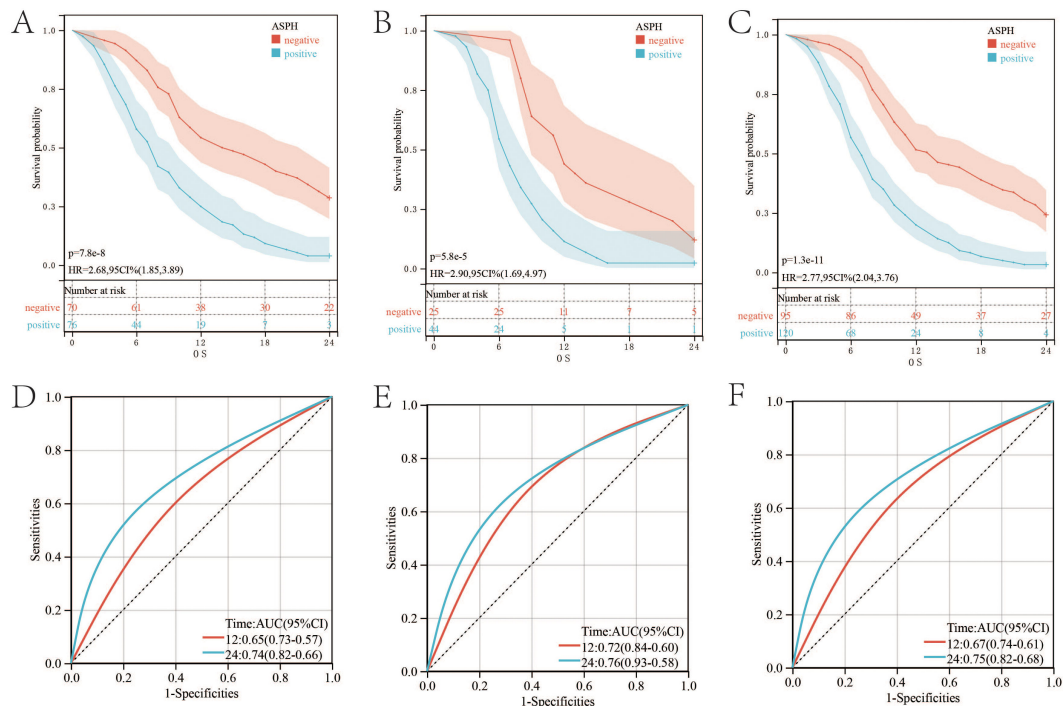 A
ASPH
negative
positive
1.0
0.8
0.5
0.3
0.0
Survival probability
p=7.8e-8
HR=2.68,95CI%(1.85,3.89)
Number at risk
negative 70 61 38 30 22
positive 76 44 19 7 3
0 6 12 18 24
O S
B
ASPH
negative
positive
1.0
0.8
0.5
0.3
0.0
Survival probability
p=5.8e-5
HR=2.90,95CI%(1.69,4.97)
Number at risk
negative 25 25 11 7 5
positive 44 24 5 1 1
0 6 12 18 24
O S
C
ASPH
negative
positive
1.0
0.8
0.5
0.3
0.0
Survival probability
p=1.3e-11
HR=2.77,95CI%(2.04,3.76)
Number at risk
negative 95 86 49 37 27
positive 120 68 24 8 4
0 6 12 18 24
O S
D
1.0
0.8
0.6
0.4
0.2
0.0
Sensitivities
Time:AUC(95%CI)
12:0.65(0.73-0.57)
24:0.74(0.82-0.66)
0.0 0.2 0.4 0.6 0.8 1.0
1-Specificities
E
1.0
0.8
0.6
0.4
0.2
0.0
Sensitivities
Time:AUC(95%CI)
12:0.72(0.84-0.60)
24:0.76(0.93-0.58)
0.0 0.2 0.4 0.6 0.8 1.0
1-Specificities
F
1.0
0.8
0.6
0.4
0.2
0.0
Sensitivities
Time:AUC(95%CI)
12:0.67(0.74-0.61)
24:0.75(0.82-0.68)
0.0 0.2 0.4 0.6 0.8 1.0
1-Specificities